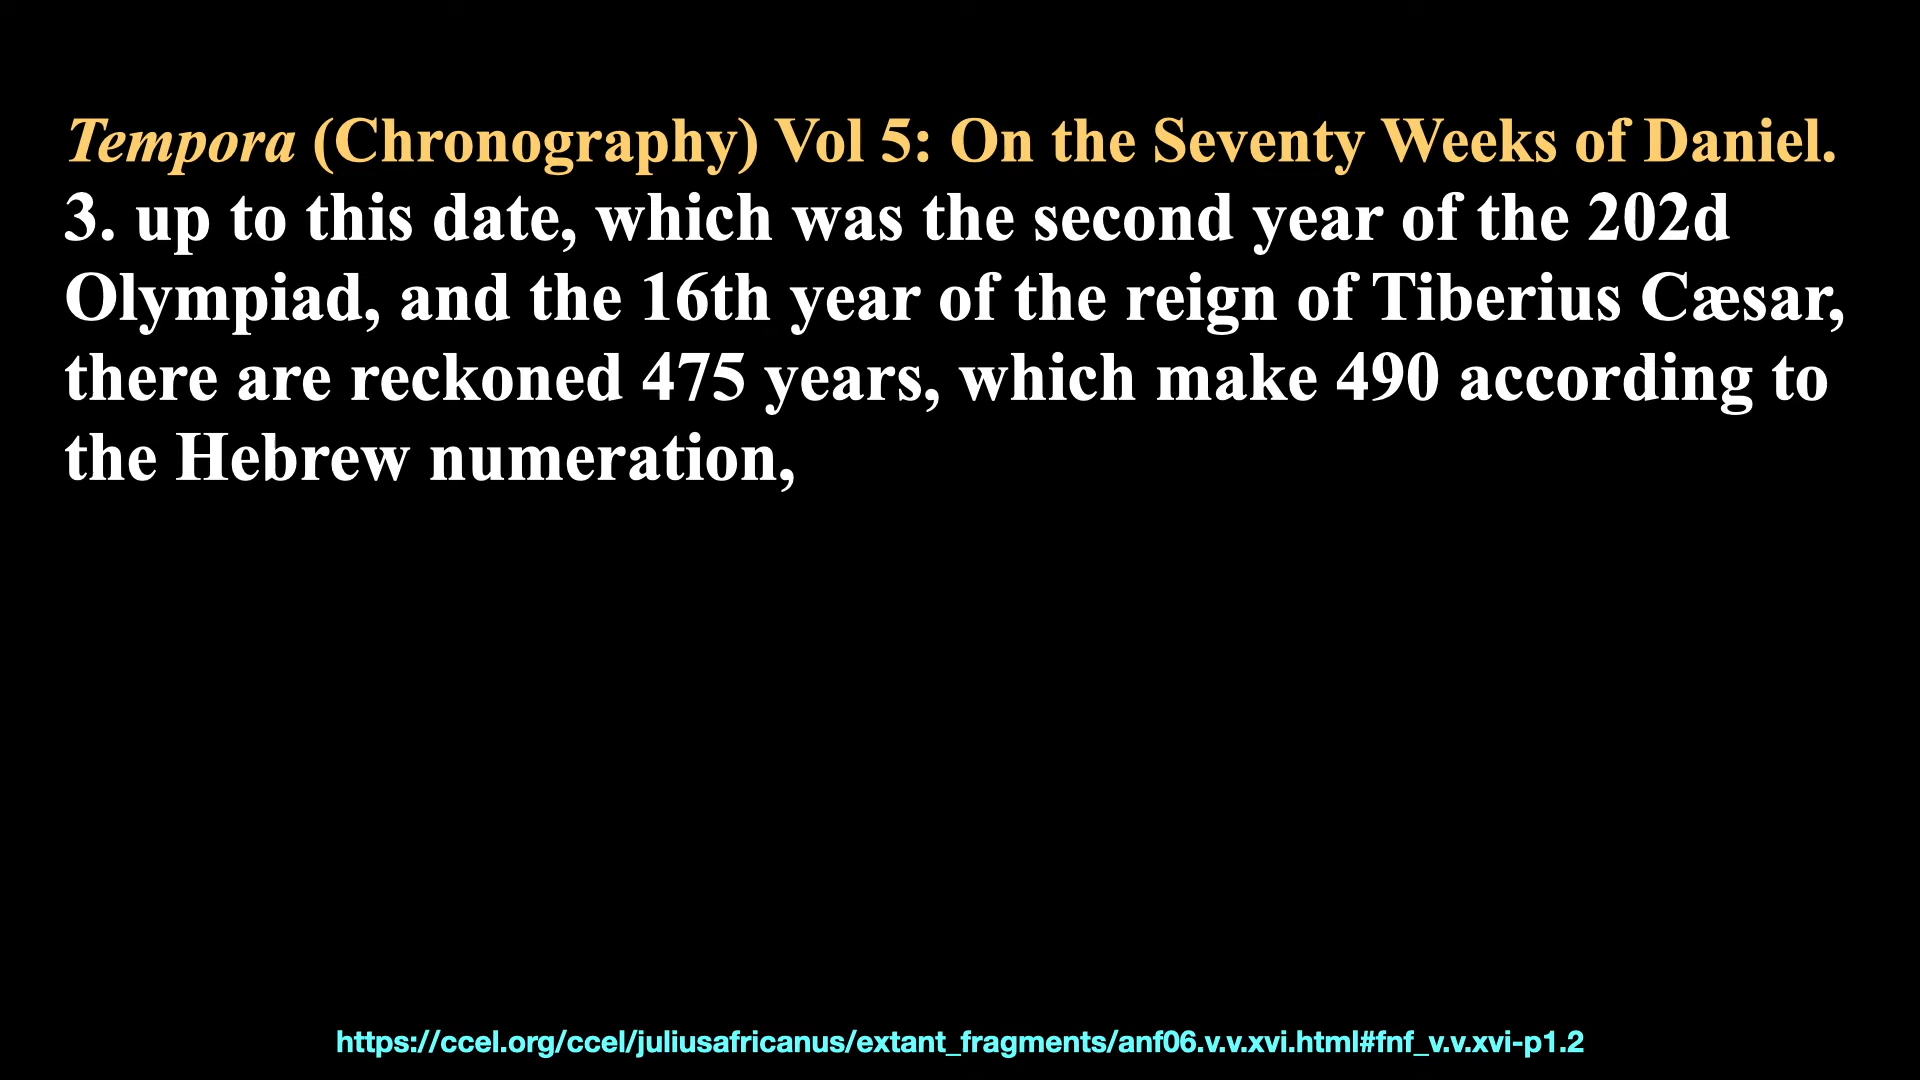 Tempora (Chronography) Vol 5: On the Seventy Weeks of Daniel.
3. up to this date, which was the second year of the 202d
Olympiad, and the 16th year of the reign of Tiberius Cæsar,
there are reckoned 475 years, which make 490 according to
the Hebrew numeration,
https://ccel.org/ccel/juliusafricanus/extant_fragments/anf06.v.v.xvi.html#fnf_v.v.xvi-p1.2